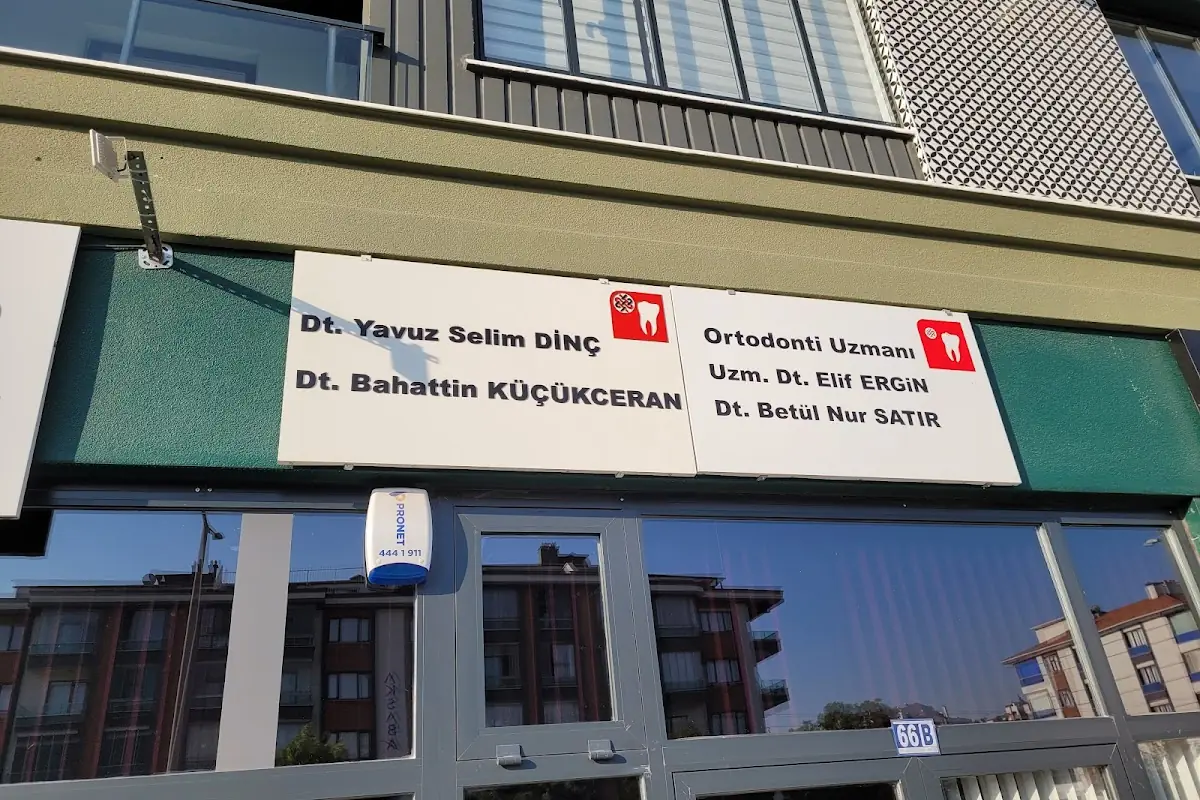 Dt. Yavuz Selim DİNÇ
Dt. Bahattin KÜÇÜKCERAN
Ortodonti Uzmanı
Uzm. Dt. Elif ERGiN
Dt. Betül Nur SATIR
PRONET
444 1 911
66B